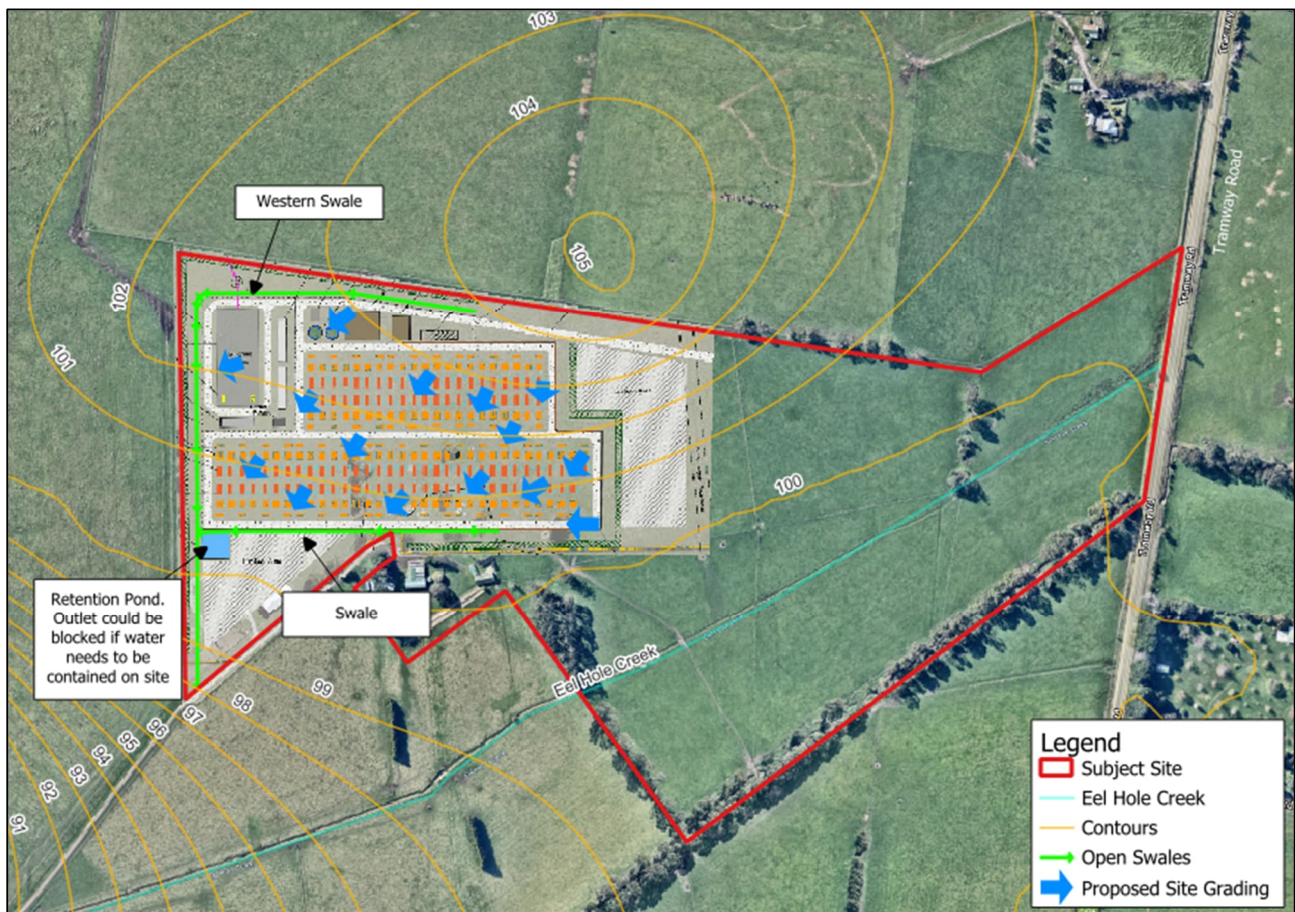 103
104
105
102
101
Western Swale
Tramway Road
Tramway Rd
100
Retention Pond.
Outlet could be
blocked if water
needs to be
contained on site
Swale
Eel Hole Creek
99
98
97
96
95
94
93
92
91
Legend
Subject Site
Eel Hole Creek
Contours
Open Swales
Proposed Site Grading